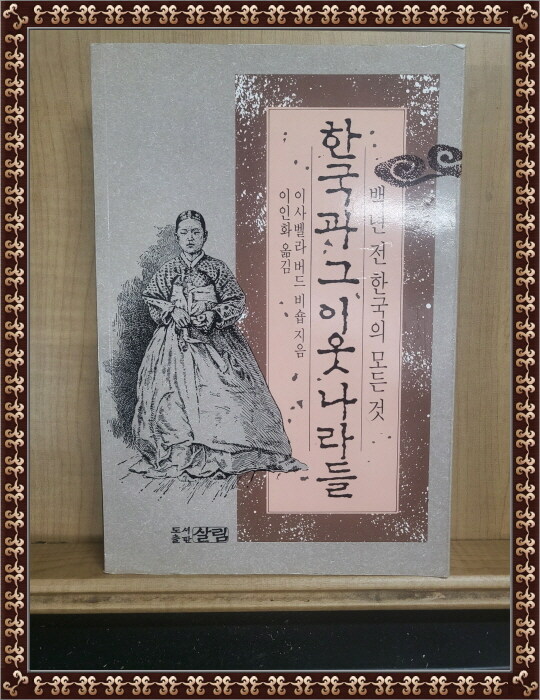 백년 전 한국의 모든 것
한국과 그 이웃나라들
이사벨라 버드 비숍 지음
이인화 옮김
도서
출판
살림